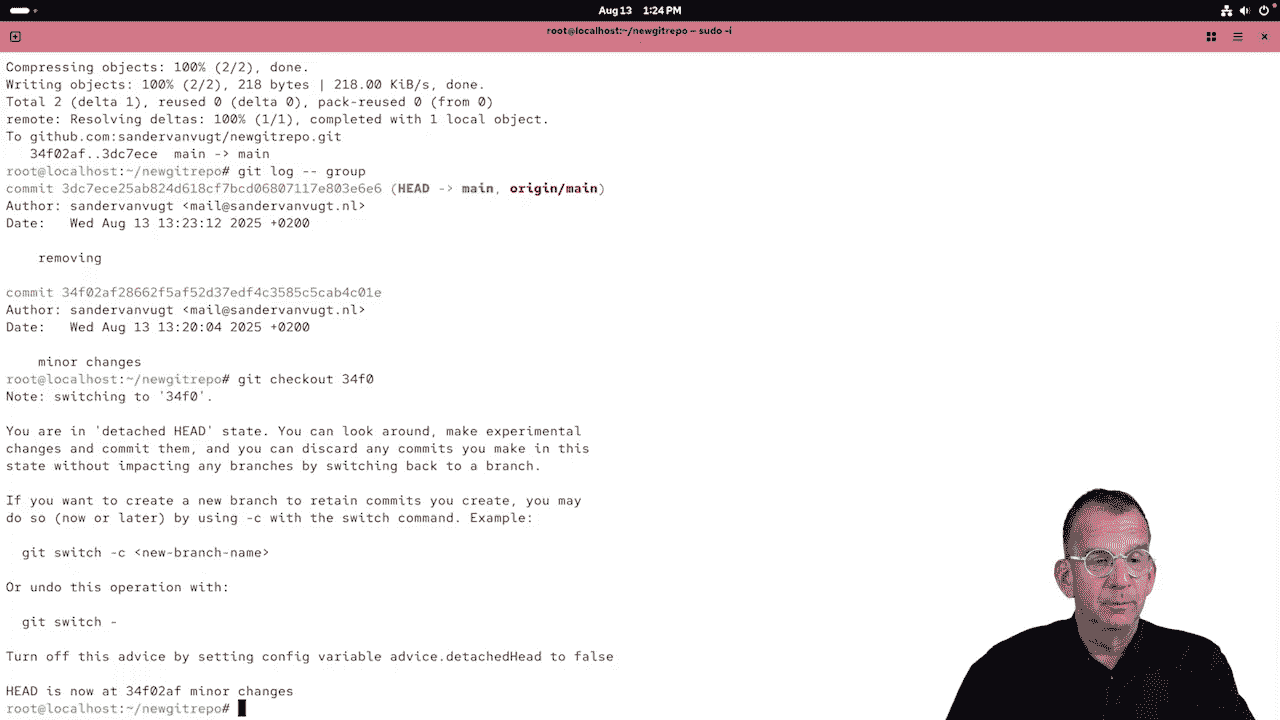 Aug 13 1:24 PM
root@localhost:~/newgitrepo – sudo -i
Compressing objects: 100% (2/2), done.
Writing objects: 100% (2/2), 218 bytes | 218.00 KiB/s, done.
Total 2 (delta 1), reused 0 (delta 0), pack-reused 0 (from 0)
remote: Resolving deltas: 100% (1/1), completed with 1 local object.
To github.com:sandervanvugt/newgitrepo.git
34f02af..3dc7ece  main -> main
root@localhost:~/newgitrepo# git log -- group
commit 3dc7ece25ab824d618cf7bcd06807117e803e6e6 (HEAD -> main, origin/main)
Author: sandervanvugt <mail@sandervanvugt.nl>
Date:   Wed Aug 13 13:23:12 2025 +0200
removing
commit 34f02af28662f5af52d37edf4c3585c5cab4c01e
Author: sandervanvugt <mail@sandervanvugt.nl>
Date:   Wed Aug 13 13:20:04 2025 +0200
minor changes
root@localhost:~/newgitrepo# git checkout 34f0
Note: switching to '34f0'.
You are in 'detached HEAD' state. You can look around, make experimental
changes and commit them, and you can discard any commits you make in this
state without impacting any branches by switching back to a branch.
If you want to create a new branch to retain commits you create, you may
do so (now or later) by using -c with the switch command. Example:
git switch -c <new-branch-name>
Or undo this operation with:
git switch -
Turn off this advice by setting config variable advice.detachedHead to false
HEAD is now at 34f02af minor changes
root@localhost:~/newgitrepo#